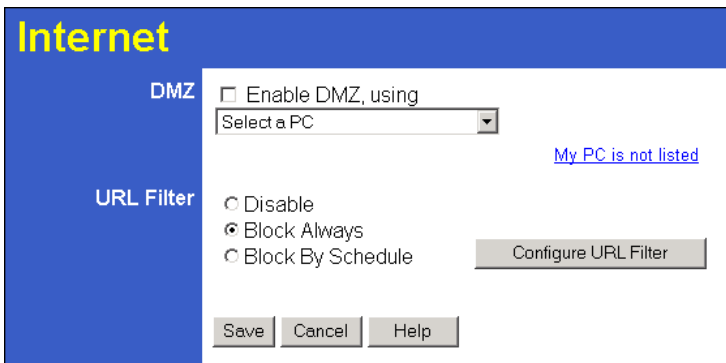 Internet
DMZ
Enable DMZ, using
Select a PC
My PC is not listed
URL Filter
Disable
Block Always
Block By Schedule
Configure URL Filter
Save Cancel Help